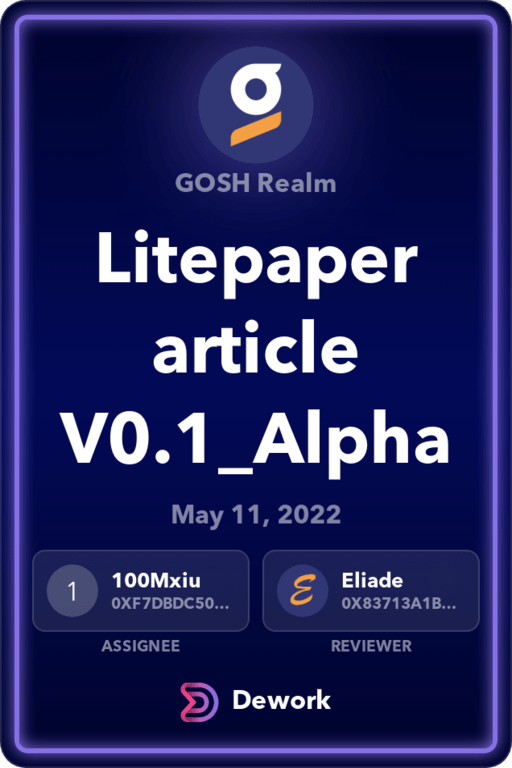 GOSH Realm
Litepaper
article
V0.1_Alpha
May 11, 2022
1
100Mxiu
0XF7DBDC50...
ASSIGNEE
E
Eliade
0X83713A1B...
REVIEWER
Dework